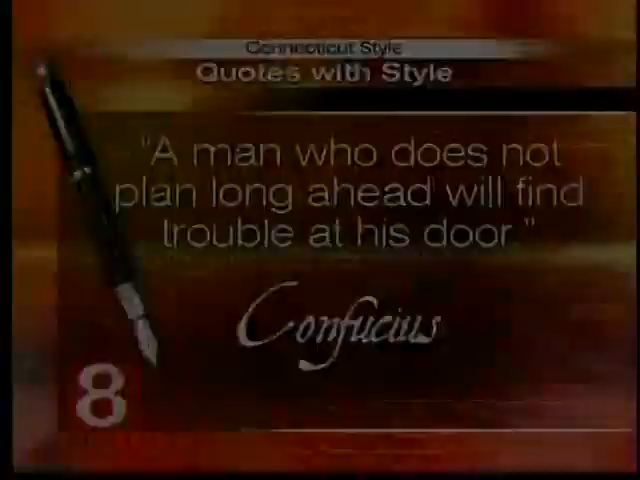 Connecticut Style
Quotes with Style
"A man who does not
plan long ahead will find
trouble at his door."
Confucius
8